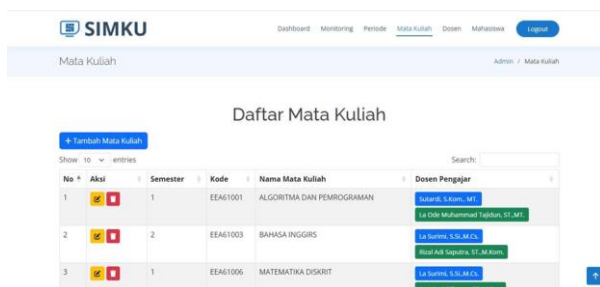 SIMKU
Dashboard Monitoring Periode Mata Kuliah Dosen Mahasiswa Logout
Mata Kuliah
Admin / Mata Kuliah
Daftar Mata Kuliah
+ Tambah Mata Kuliah
Show 10 entries
Search:
No Aksi Semester Kode Nama Mata Kuliah Dosen Pengajar
1 1 EEA61001 ALGORITMA DAN PEMROGRAMAN Sutardi, S.Kom., MT.
La Ode Muhammad Tajidun, ST.,MT.
2 2 EEA61003 BAHASA INGGIRS La Surimi, S.Si.,M.Cs.
Rizal Adi Saputra, ST.,M.Kom.
3 1 EEA61006 MATEMATIKA DISKRIT La Surimi, S.Si.,M.Cs.